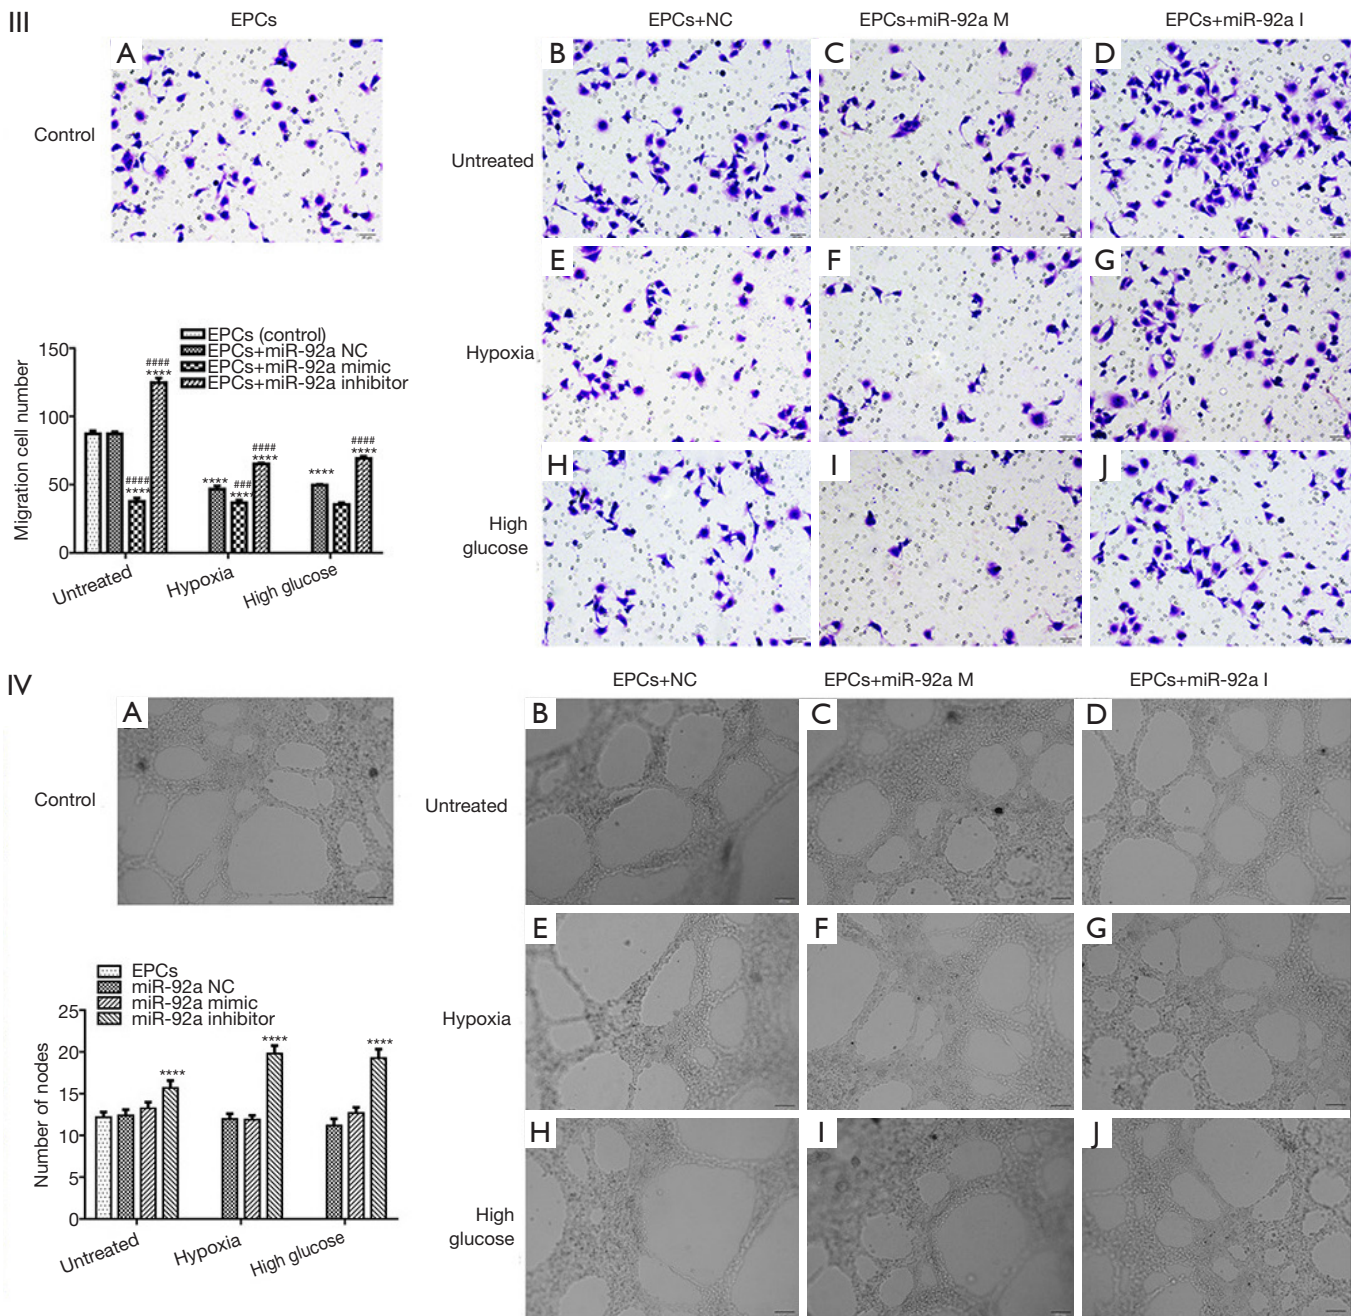 III
EPCs
EPCs+NC
EPCs+miR-92a M
EPCs+miR-92a I
A
B
C
D
Control
Untreated
E
F
G
Hypoxia
H
I
J
High
glucose
EPCs (control)
EPCs+miR-92a NC
EPCs+miR-92a mimic
EPCs+miR-92a inhibitor
Migration cell number
150
100
50
0
####
****
####
****
****
###
****
####
****
****
####
****
Untreated
Hypoxia
High glucose
IV
EPCs+NC
EPCs+miR-92a M
EPCs+miR-92a I
A
B
C
D
Control
Untreated
E
F
G
Hypoxia
H
I
J
High
glucose
EPCs
miR-92a NC
miR-92a mimic
miR-92a inhibitor
Number of nodes
25
20
15
10
5
0
****
****
****
Untreated
Hypoxia
High glucose